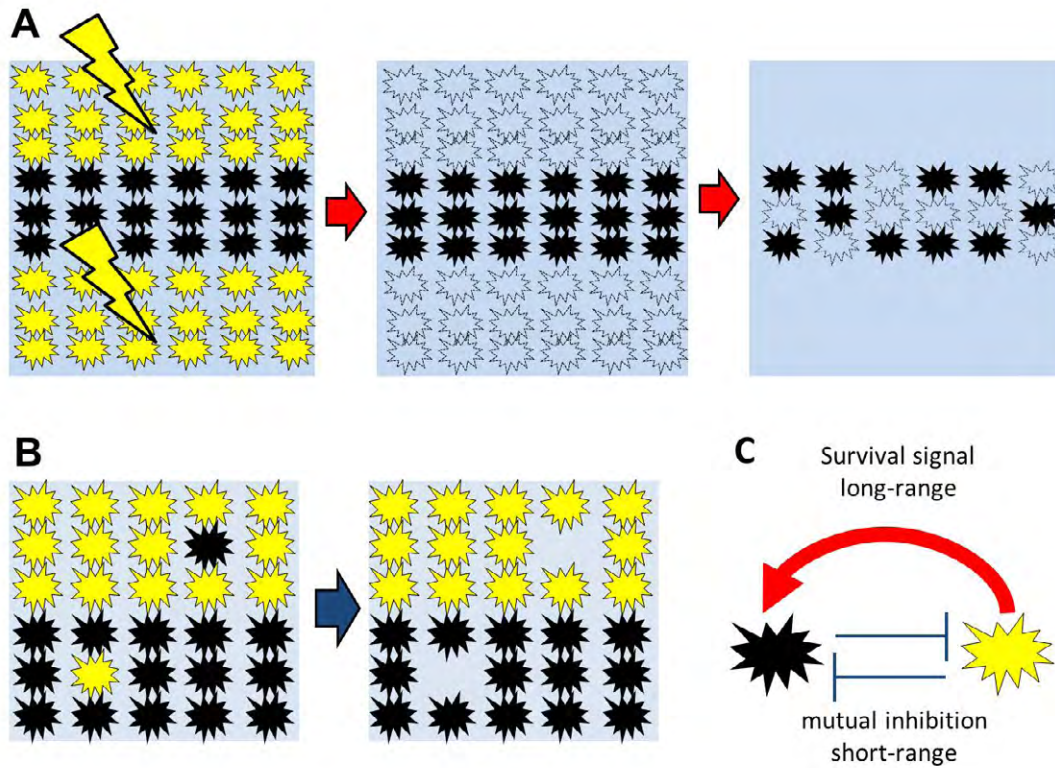 A
B
C
Survival signal
long-range
mutual inhibition
short-range